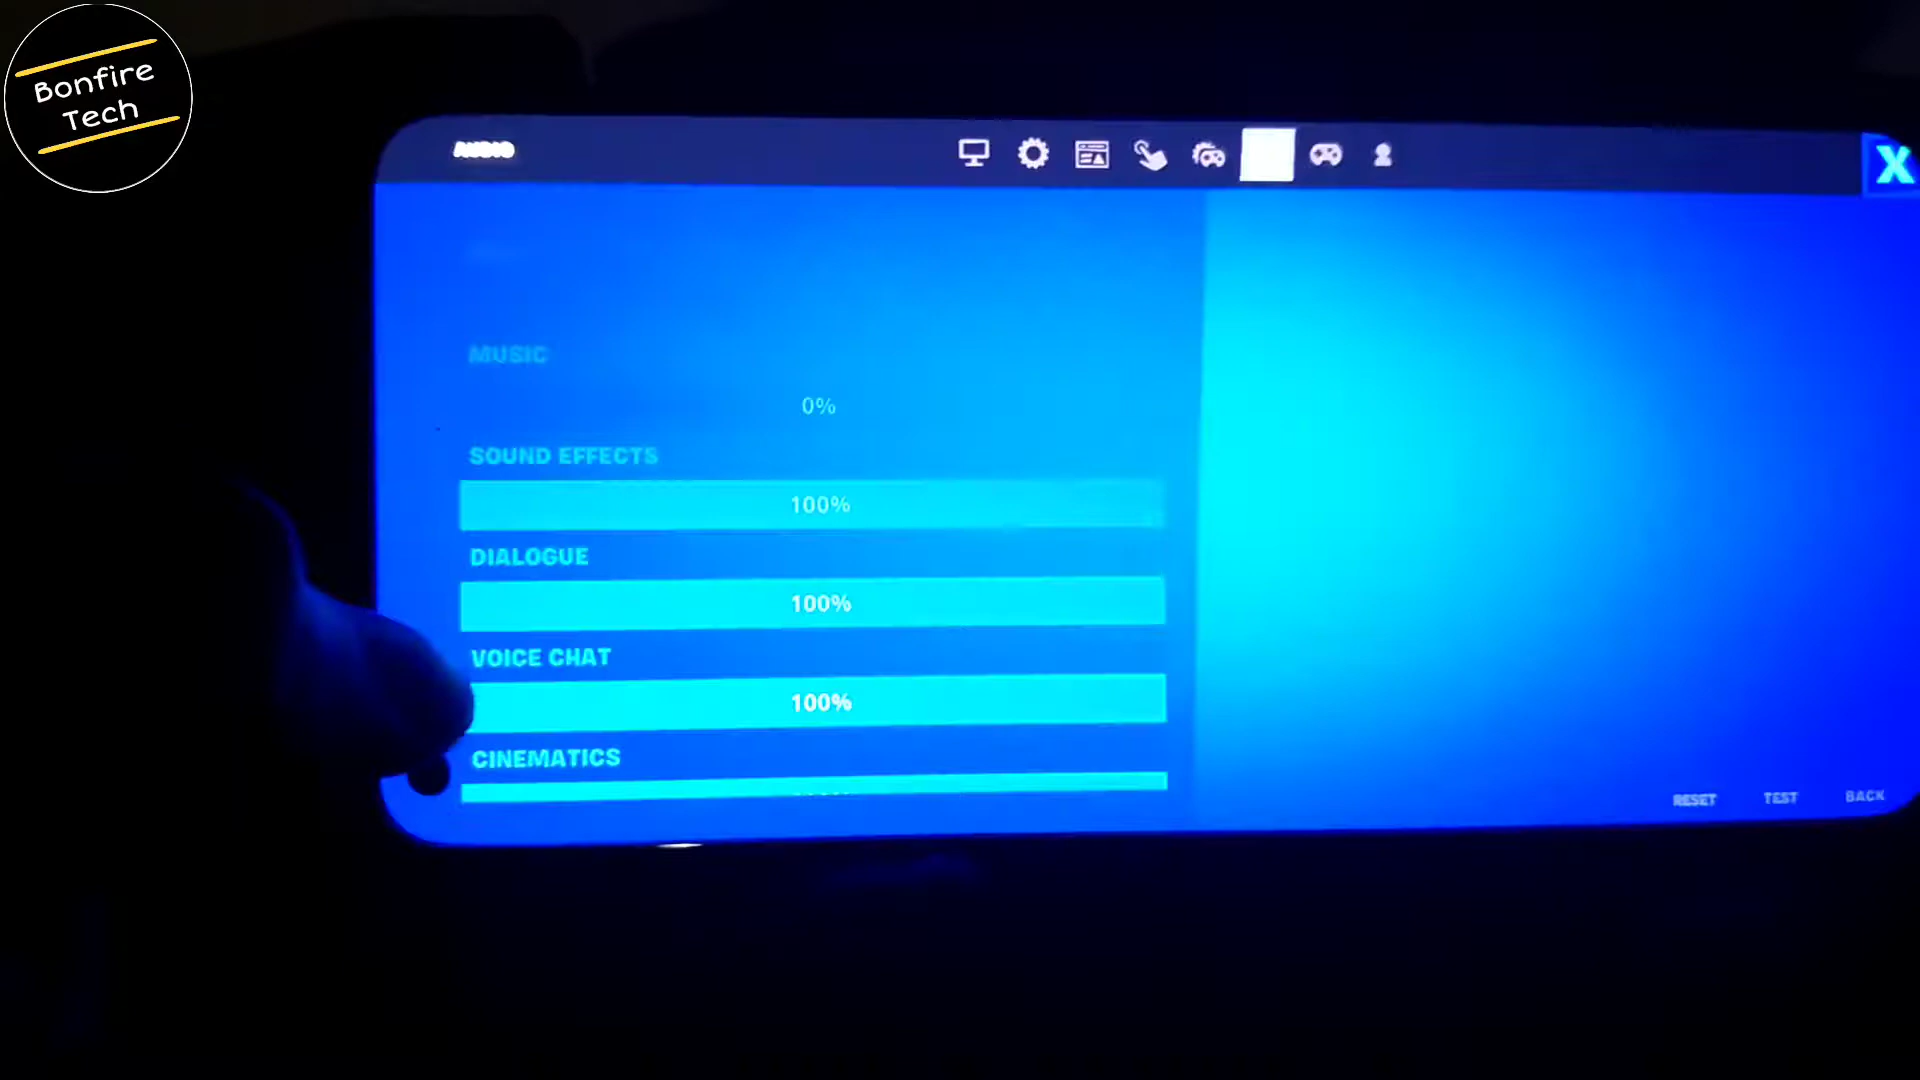 Bonfire
Tech
AUDIO
X
MUSIC
0%
SOUND EFFECTS
100%
DIALOGUE
100%
VOICE CHAT
100%
CINEMATICS
RESET TEST BACK